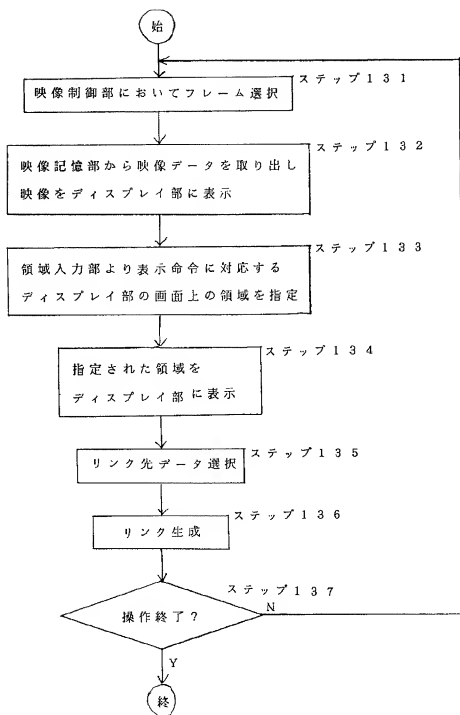 始
ステップ131
映像制御部においてフレーム選択
ステップ132
映像記憶部から映像データを取り出し
映像をディスプレイ部に表示
ステップ133
領域入力部より表示命令に対応する
ディスプレイ部の画面上の領域を指定
ステップ134
指定された領域を
ディスプレイ部に表示
ステップ135
リンク先データ選択
ステップ136
リンク生成
ステップ137
操作終了?
N
Y
終